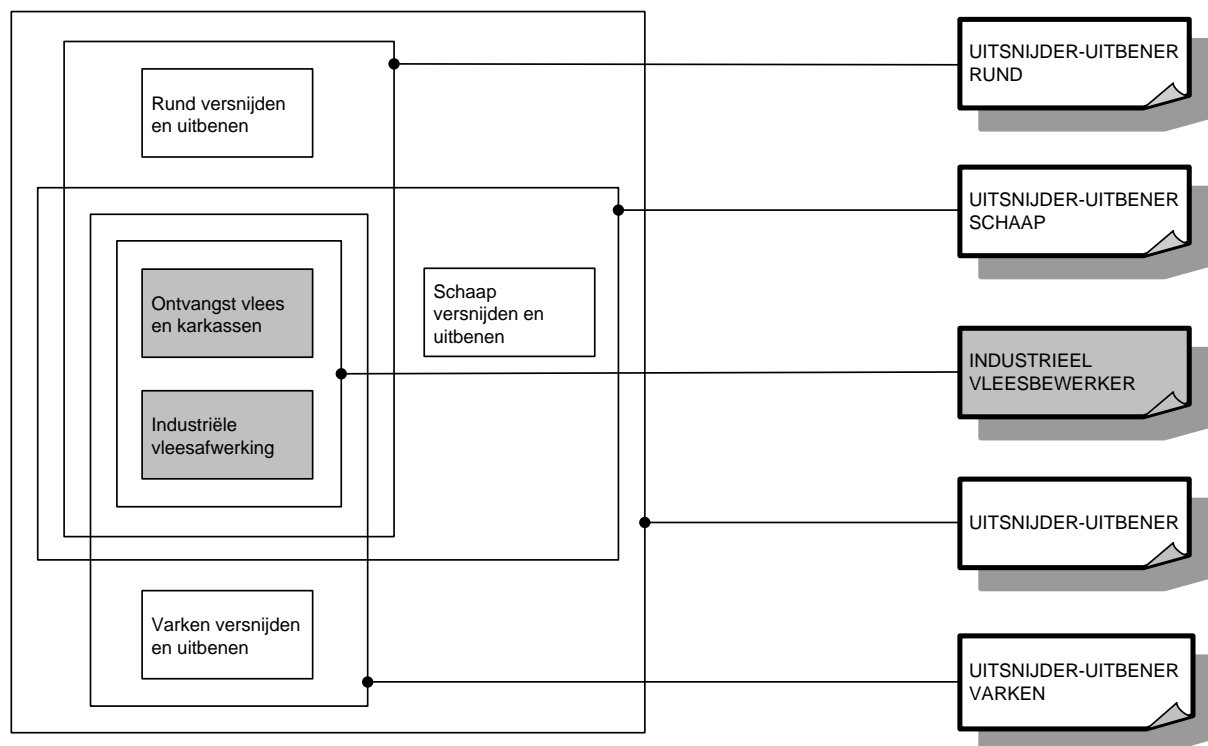 Rund versnijden
en uitbenen
Ontvangst vlees
en karkassen
Industriële
vleesafwerking
Schaap
versnijden en
uitbenen
Varken versnijden
en uitbenen
UITSNIJDER-UITBENER
RUND
UITSNIJDER-UITBENER
SCHAAP
INDUSTRIEEL
VLEESBEWERKER
UITSNIJDER-UITBENER
UITSNIJDER-UITBENER
VARKEN